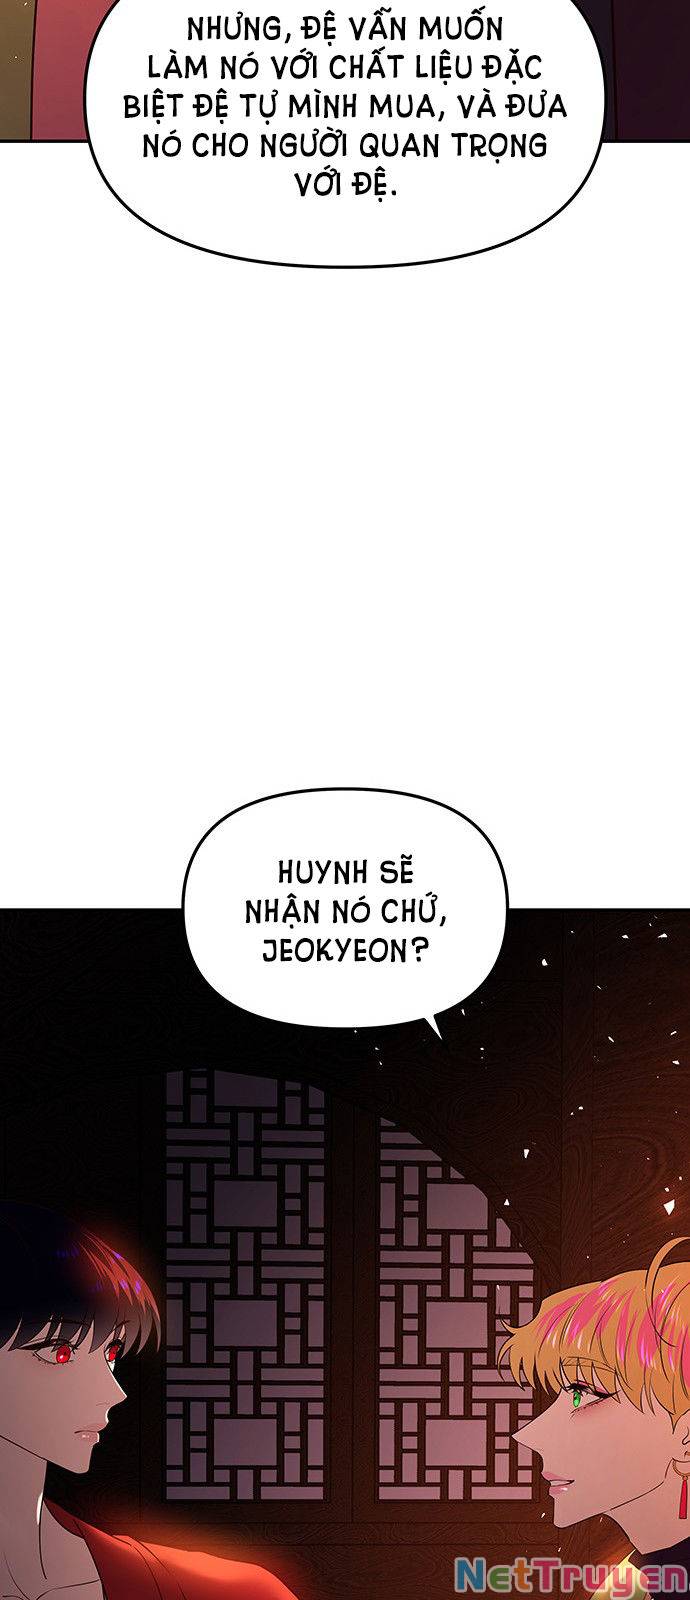 NHƯNG, ĐỆ VẪN MUỐN
LÀM NÓ VỚI CHẤT LIỆU ĐẶC
BIỆT ĐỆ TỰ MÌNH MUA, VÀ ĐƯA
NÓ CHO NGƯỜI QUAN TRỌNG
VỚI ĐỆ.
HUYNH SẼ
NHẬN NÓ CHỨ,
JEOKYEON?
NETTRUYEN